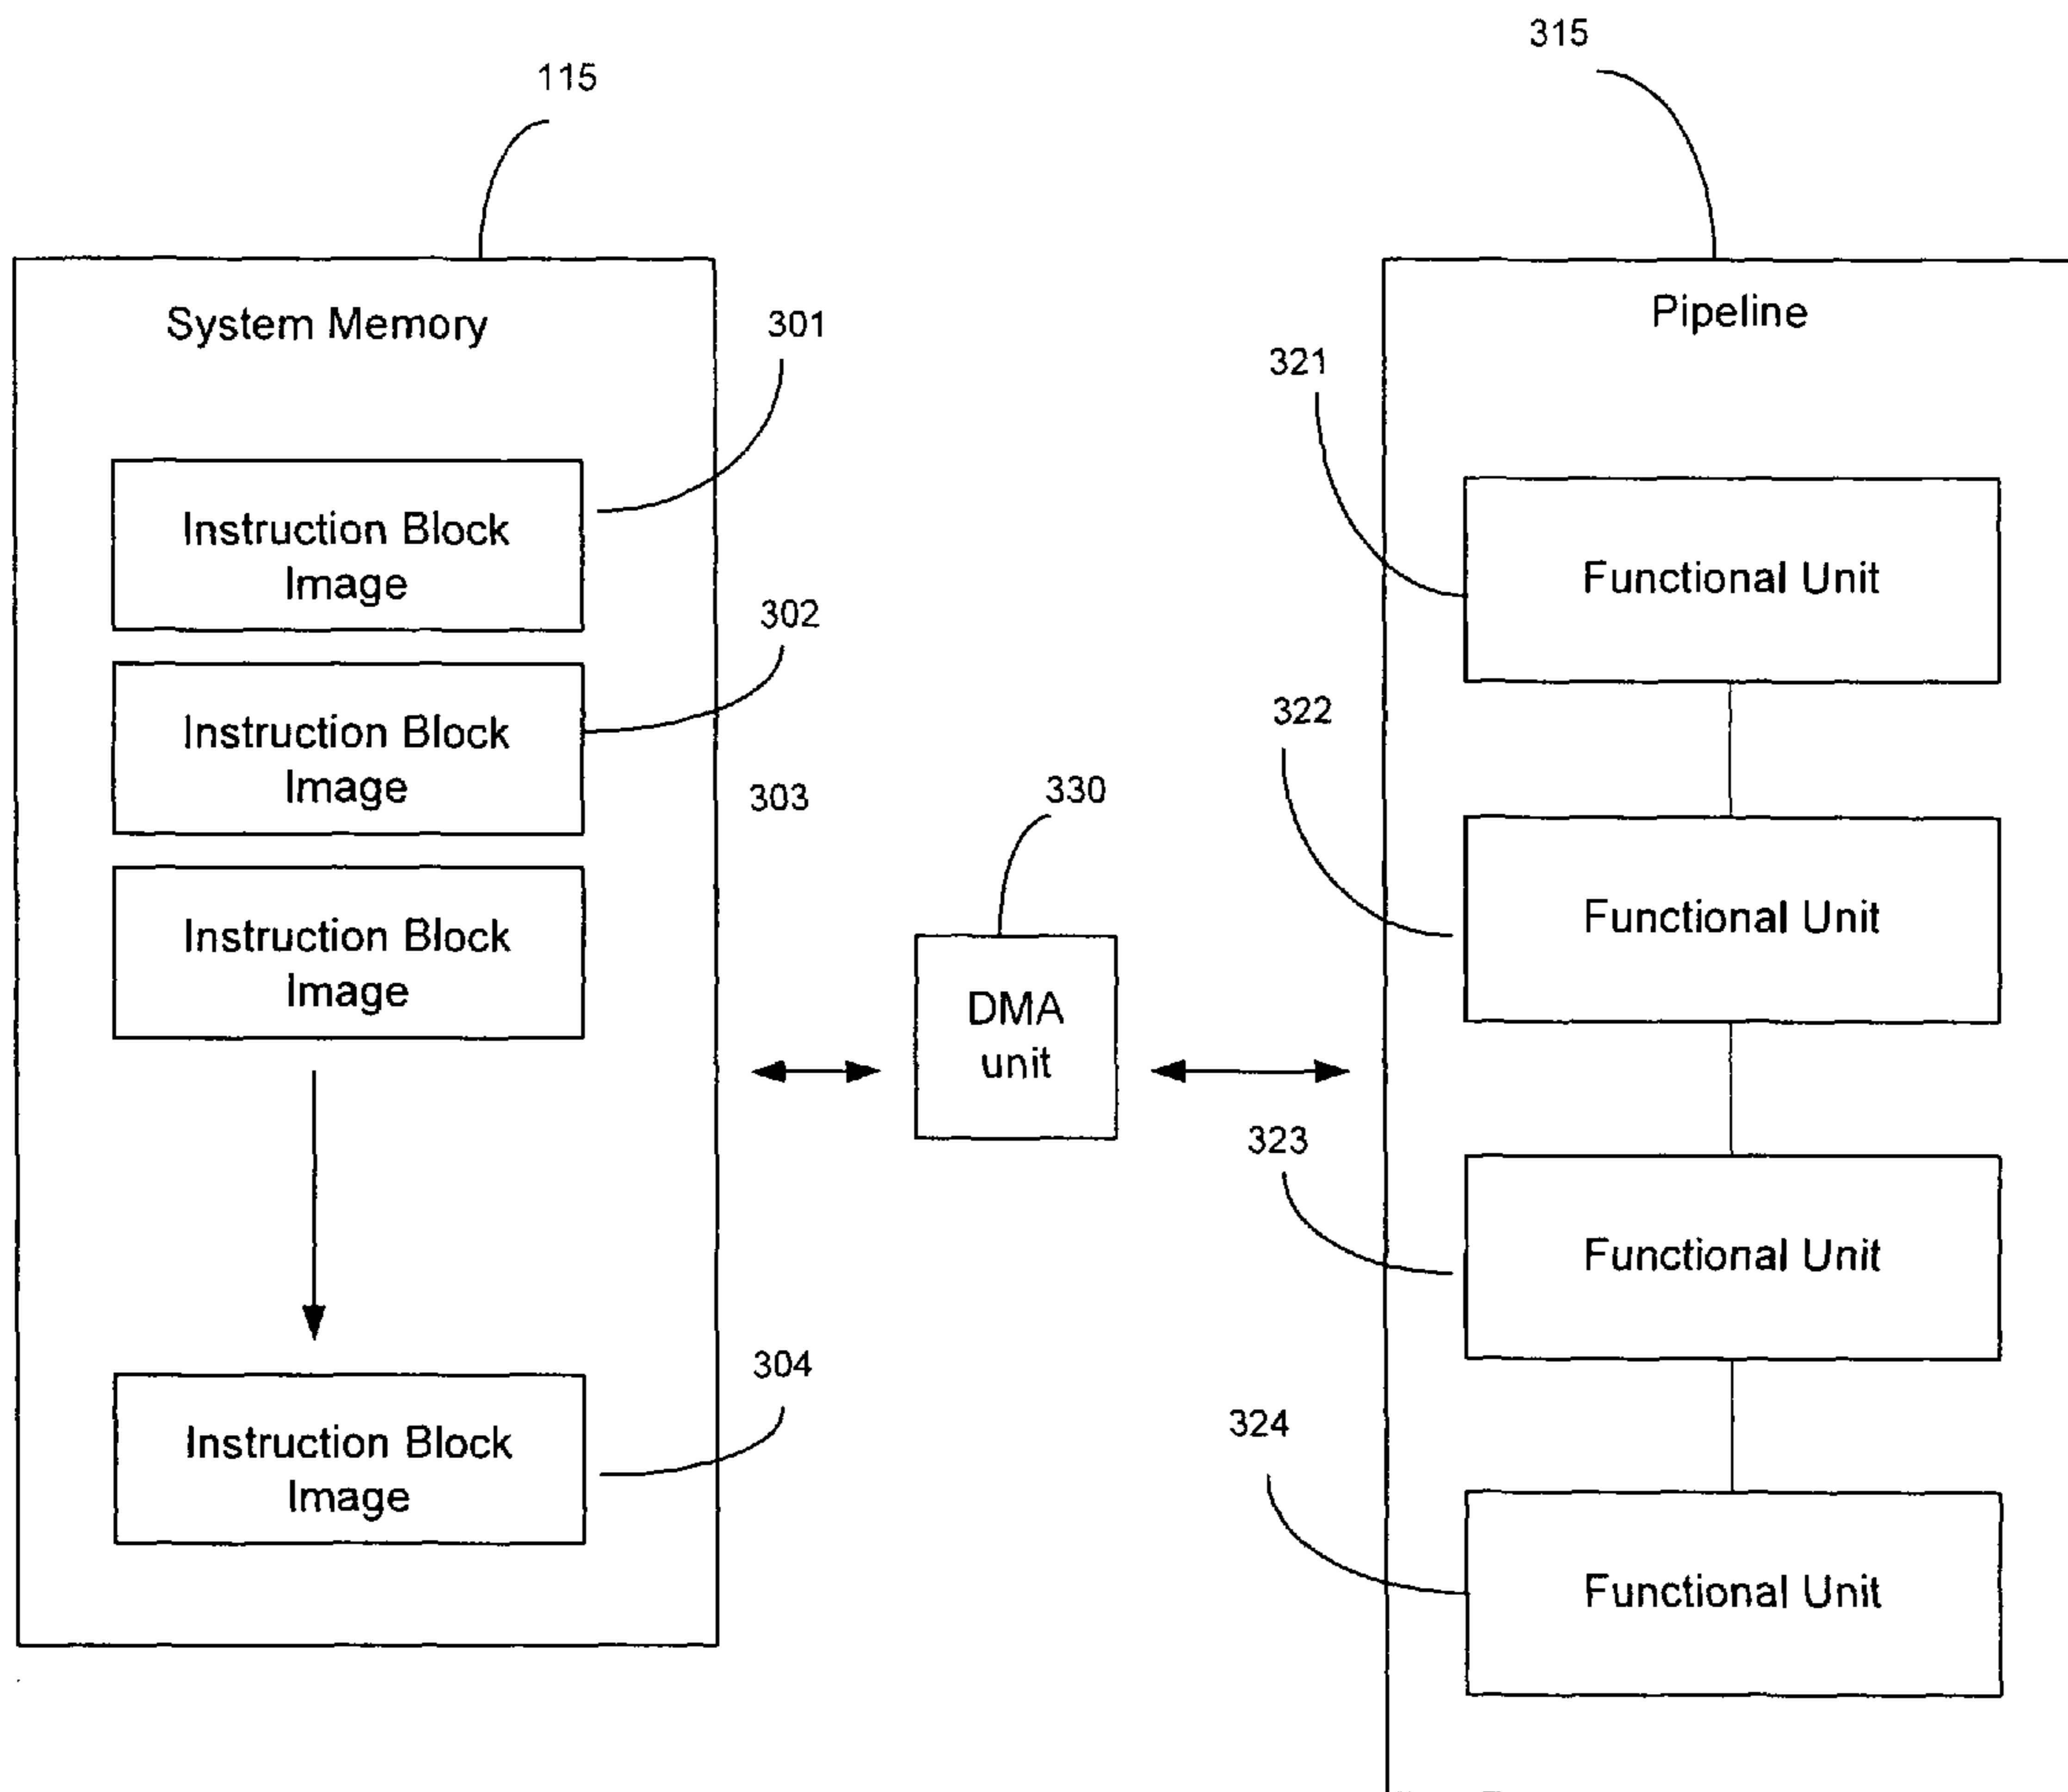 315
115
System Memory
301
Pipeline
321
Instruction Block
Image
Functional Unit
302
Instruction Block
Image
322
303
330
Functional Unit
Instruction Block
Image
DMA
unit
323
Functional Unit
304
324
Instruction Block
Image
Functional Unit